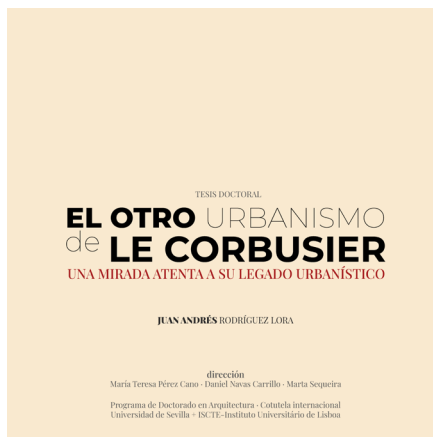 TESIS DOCTORAL
EL OTRO URBANISMO
de LE CORBUSIER
UNA MIRADA ATENTA A SU LEGADO URBANÍSTICO
JUAN ANDRÉS RODRÍGUEZ LORA
dirección
María Teresa Pérez Cano · Daniel Navas Carrillo · Marta Sequeira
Programa de Doctorado en Arquitectura · Cotutela internacional
Universidad de Sevilla + ISCTE-Instituto Universitário de Lisboa